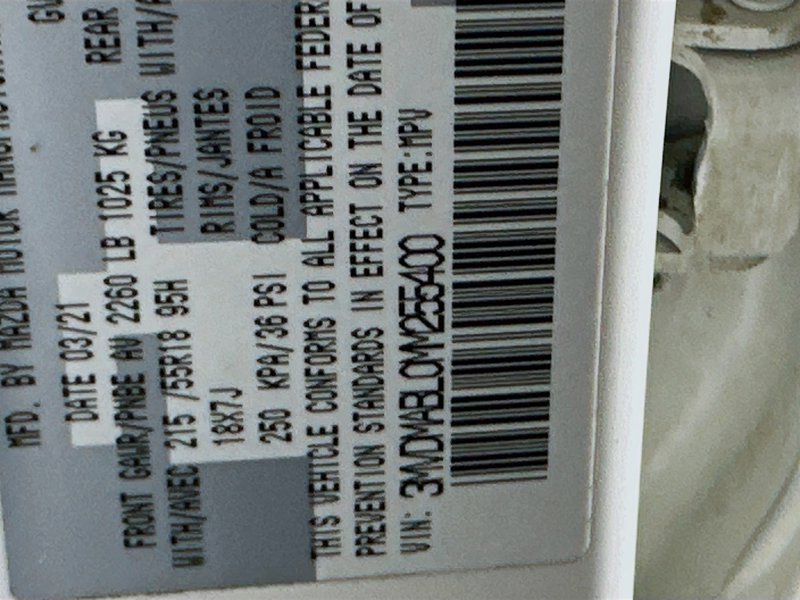 MFD. BY MAZDA MOTOR
DATE 03/21 GV
FRONT GAWR/PNBE AV 2260 LB 1025 KG REAR
WITH/AVEC 215 /55R18 95H TIRES/PNEUS WITH/A
18X7J RIMS/JANTES
250 KPA/36 PSI COLD/A FROID
THIS VEHICLE CONFORMS TO ALL APPLICABLE FEDER
PREVENTION STANDARDS IN EFFECT ON THE DATE OF
VIN: 3MVDMABL0MM255400 TYPE:MPV